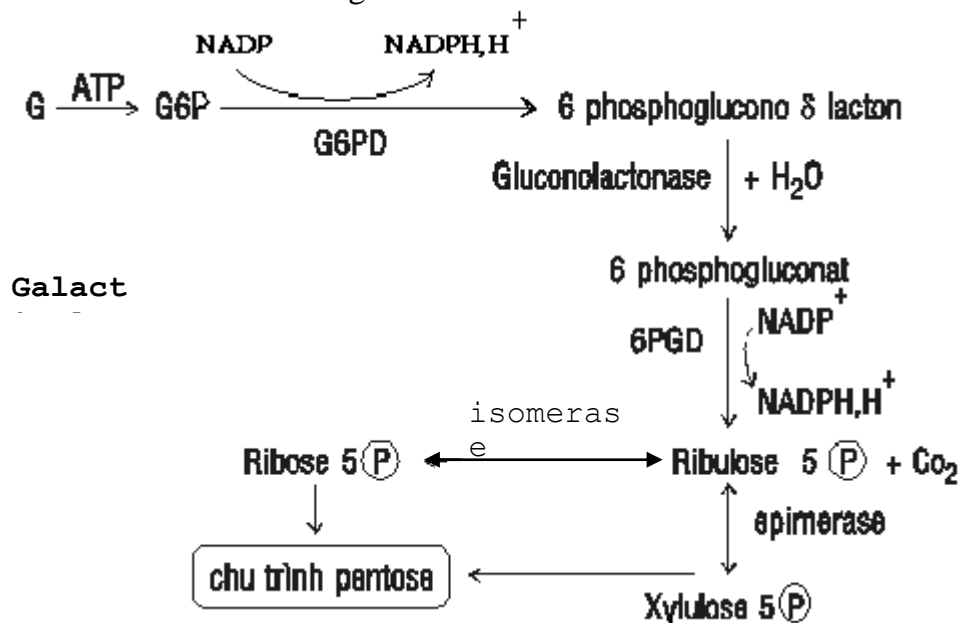 NADP NADPH,H+
G ATP G6P 6 phosphoglucono δ lacton
G6PD
Gluconolactonase + H2O
6 phosphogluconat
Galact
6PGD NADP+
NADPH,H+
isomeras
e
Ribose 5 P Ribulose 5 P + Co2
epimerase
chu trình pentose
Xylulose 5 P